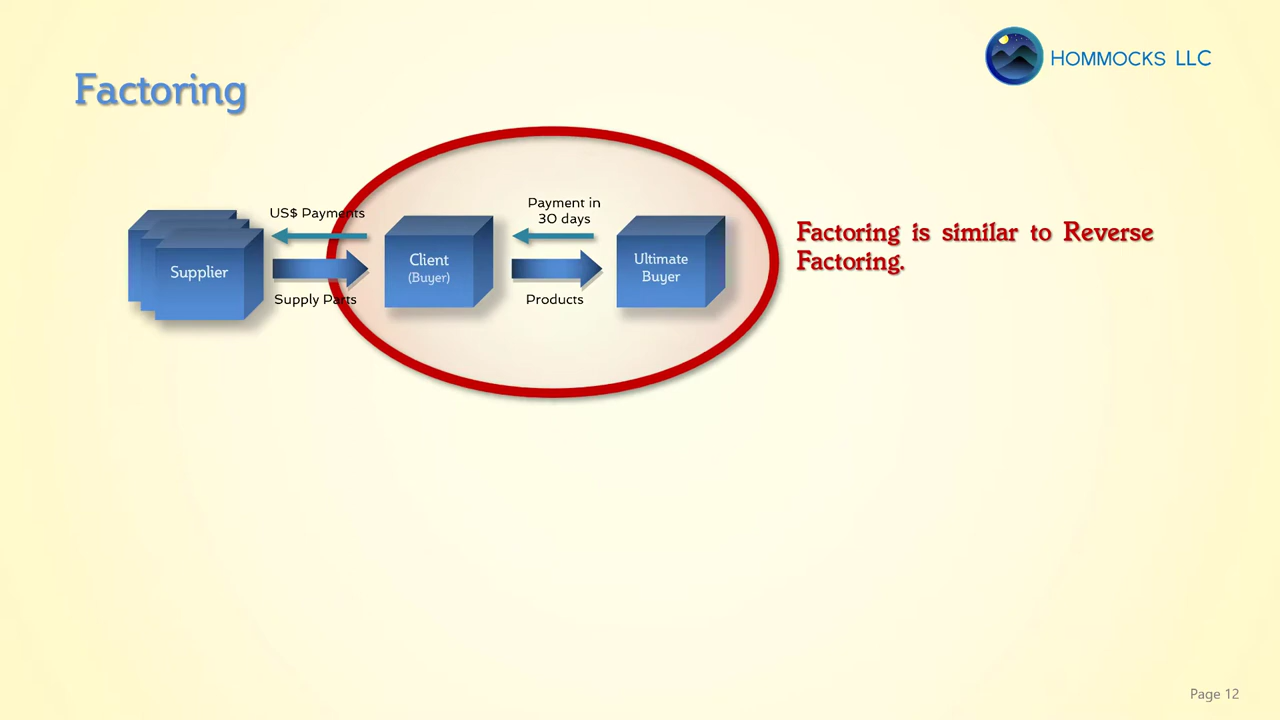 HOMMOCKS LLC
Factoring
US$ Payments
Payment in
30 days
Supplier
Client
(Buyer)
Ultimate
Buyer
Supply Parts
Products
Factoring is similar to Reverse
Factoring.
Page 12